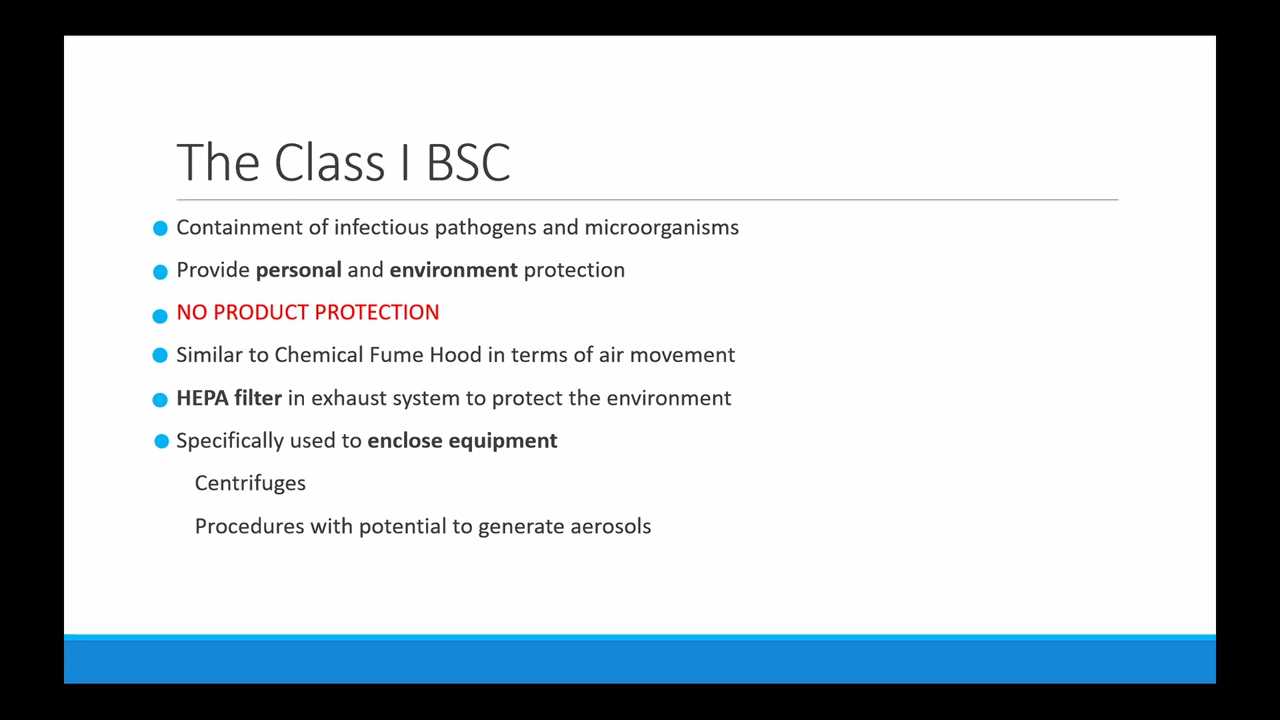 The Class I BSC
Containment of infectious pathogens and microorganisms
Provide personal and environment protection
NO PRODUCT PROTECTION
Similar to Chemical Fume Hood in terms of air movement
HEPA filter in exhaust system to protect the environment
Specifically used to enclose equipment
Centrifuges
Procedures with potential to generate aerosols